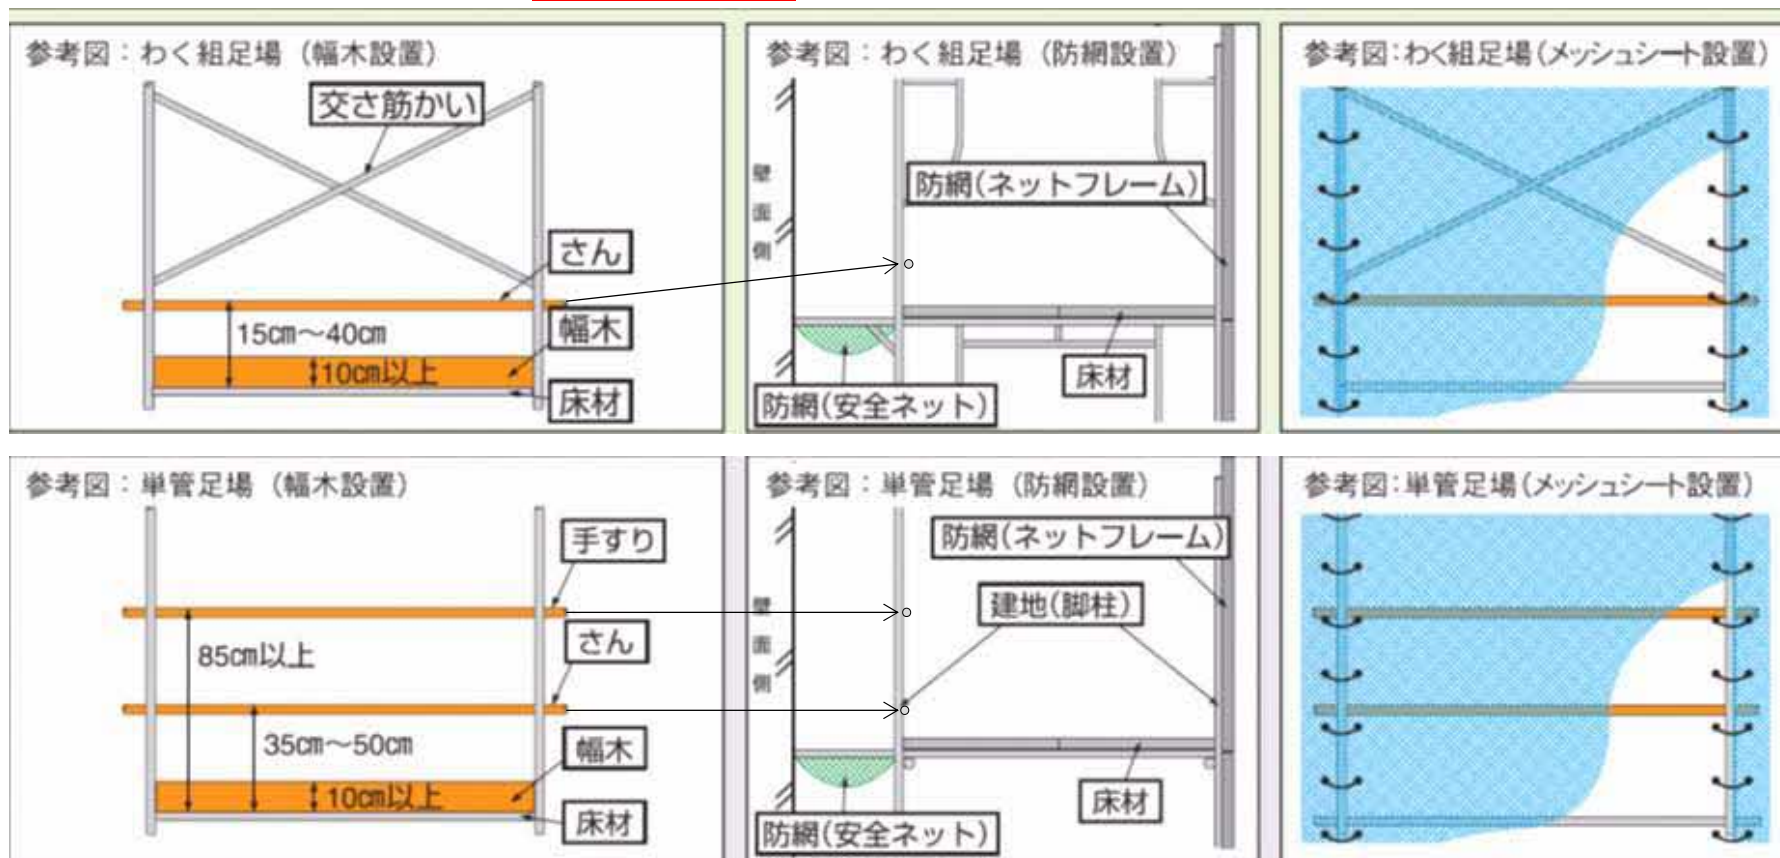 参考図：わく組足場（幅木設置）
交さ筋かい
さん
15㎝～40㎝
幅木
10㎝以上
床材
参考図：わく組足場（防網設置）
壁面側
防網(ネットフレーム)
床材
防網(安全ネット)
参考図：わく組足場(メッシュシート設置)
参考図：単管足場（幅木設置）
手すり
85㎝以上
さん
35㎝～50㎝
幅木
10㎝以上
床材
参考図：単管足場（防網設置）
防網(ネットフレーム)
壁面側
建地(脚柱)
床材
防網(安全ネット)
参考図：単管足場(メッシュシート設置)